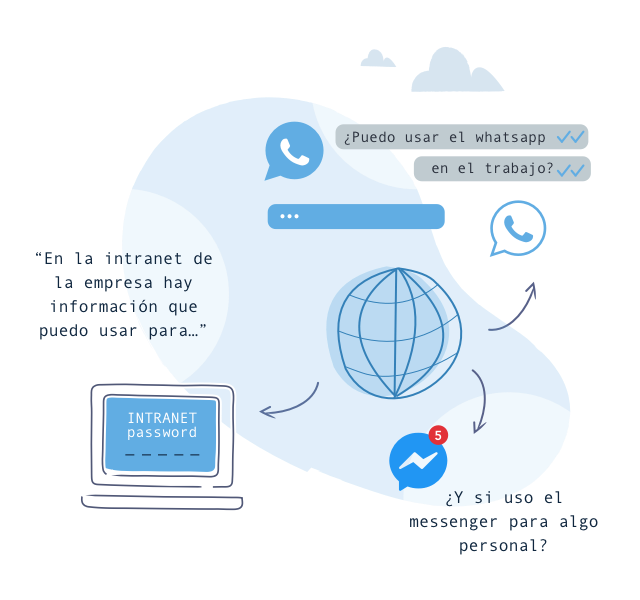 ¿Puedo usar el whatsapp
en el trabajo?
“En la intranet de
la empresa hay
información que
puedo usar para…”
INTRANET
password
_ _ _ _ _
5
¿Y si uso el
messenger para algo
personal?